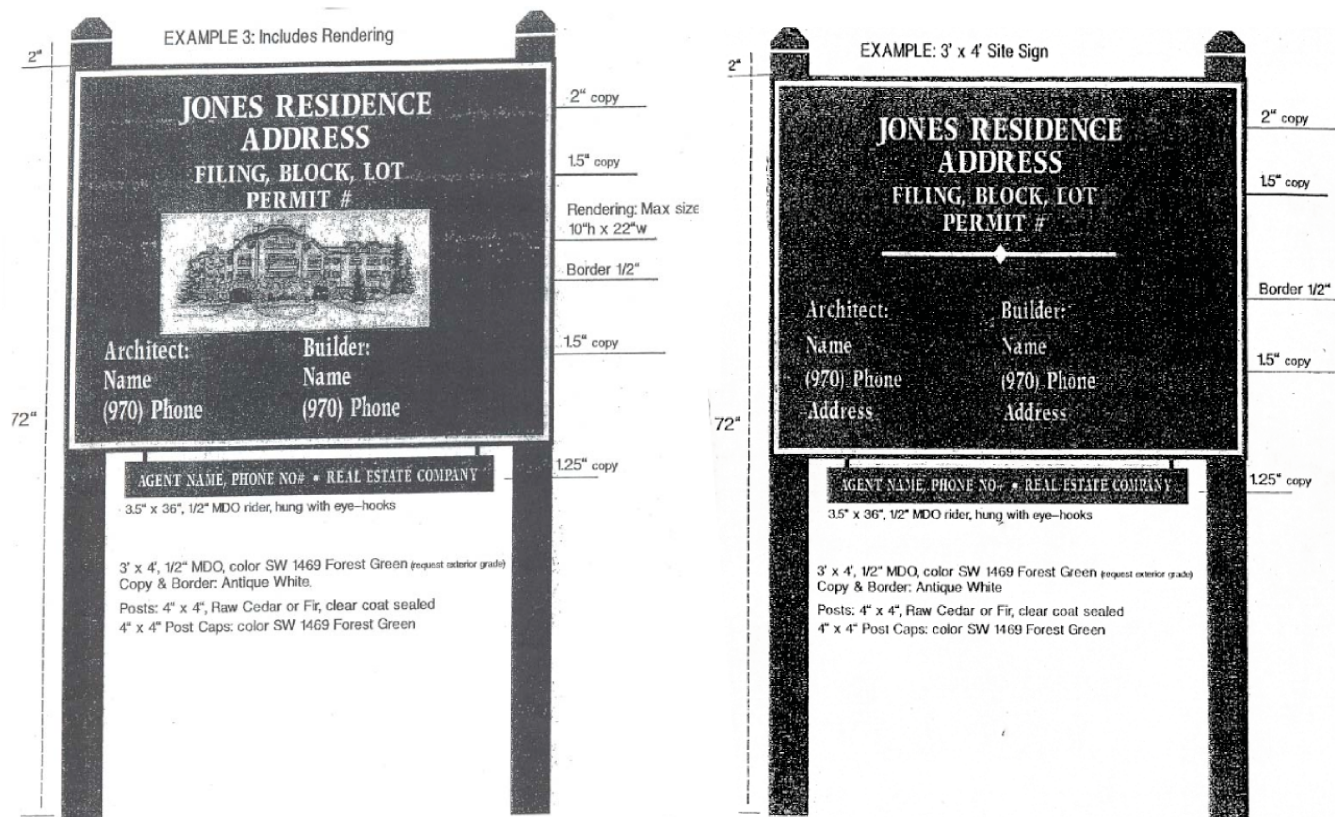 EXAMPLE 3: Includes Rendering
2"
JONES RESIDENCE
ADDRESS
FILING, BLOCK, LOT
PERMIT #
2" copy
1.5" copy
Rendering: Max size
10"h x 22"w
Border 1/2"
1.5" copy
Architect:
Name
(970) Phone
Builder:
Name
(970) Phone
72"
1.25" copy
AGENT NAME, PHONE NO# • REAL ESTATE COMPANY
3.5" x 36", 1/2" MDO rider, hung with eye-hooks
3' x 4', 1/2" MDO, color SW 1469 Forest Green (request exterior grade)
Copy & Border: Antique White.
Posts: 4" x 4", Raw Cedar or Fir, clear coat sealed
4" x 4" Post Caps: color SW 1469 Forest Green
EXAMPLE: 3' x 4' Site Sign
2"
JONES RESIDENCE
ADDRESS
FILING, BLOCK, LOT
PERMIT #
2" copy
1.5" copy
Border 1/2"
1.5" copy
Architect:
Name
(970) Phone
Address
Builder:
Name
(970) Phone
Address
72"
1.25" copy
AGENT NAME, PHONE NO# • REAL ESTATE COMPANY
3.5" x 36", 1/2" MDO rider, hung with eye-hooks
3' x 4', 1/2" MDO, color SW 1469 Forest Green (request exterior grade)
Copy & Border: Antique White
Posts: 4" x 4", Raw Cedar or Fir, clear coat sealed
4" x 4" Post Caps: color SW 1469 Forest Green